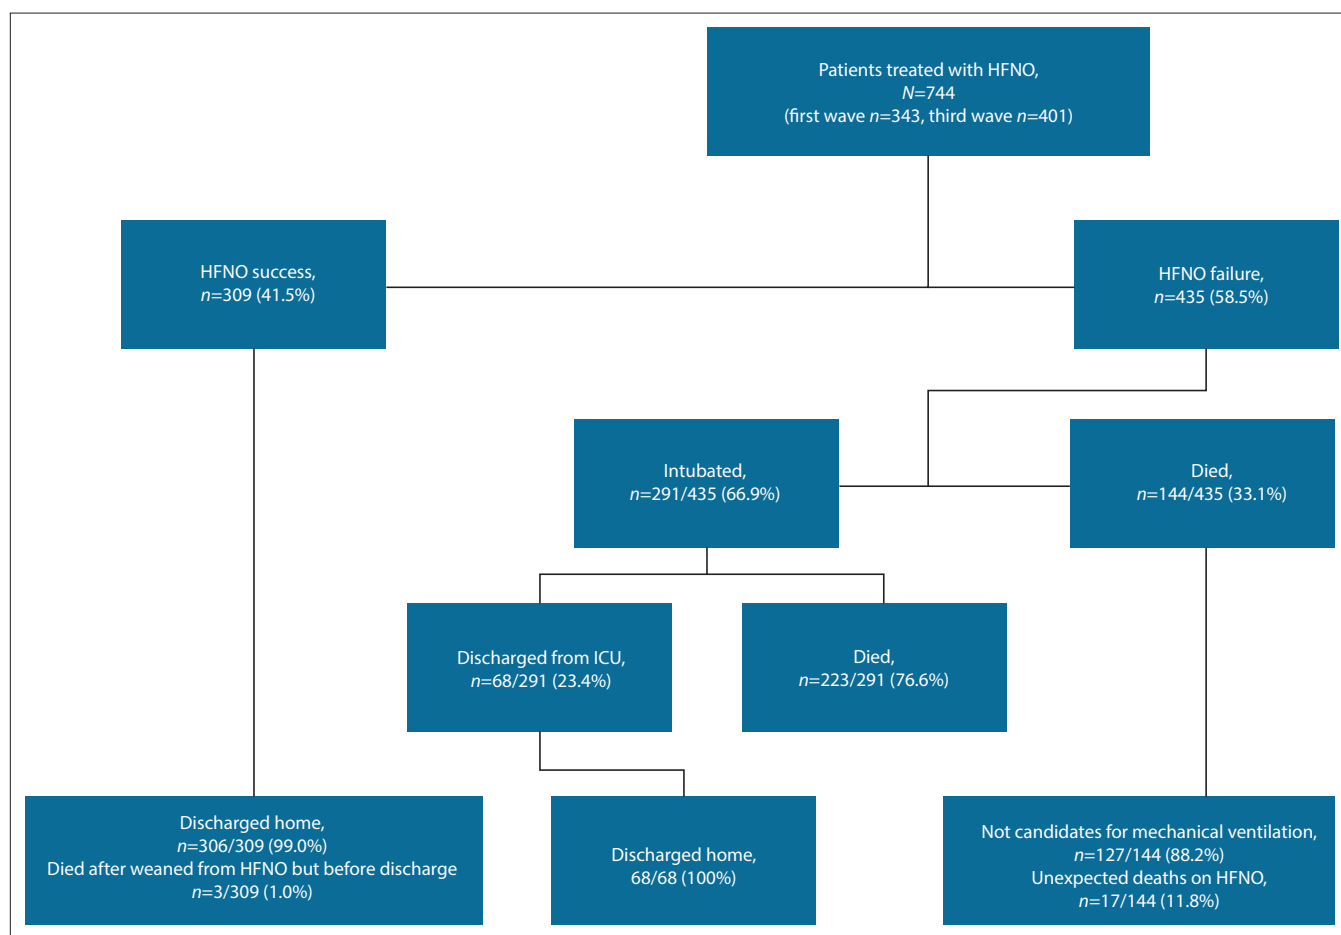 Patients treated with HFNO,
N=744
(first wave n=343, third wave n=401)
HFNO success,
n=309 (41.5%)
HFNO failure,
n=435 (58.5%)
Intubated,
n=291/435 (66.9%)
Died,
n=144/435 (33.1%)
Discharged from ICU,
n=68/291 (23.4%)
Died,
n=223/291 (76.6%)
Discharged home,
n=306/309 (99.0%)
Died after weaned from HFNO but before discharge
n=3/309 (1.0%)
Discharged home,
68/68 (100%)
Not candidates for mechanical ventilation,
n=127/144 (88.2%)
Unexpected deaths on HFNO,
n=17/144 (11.8%)